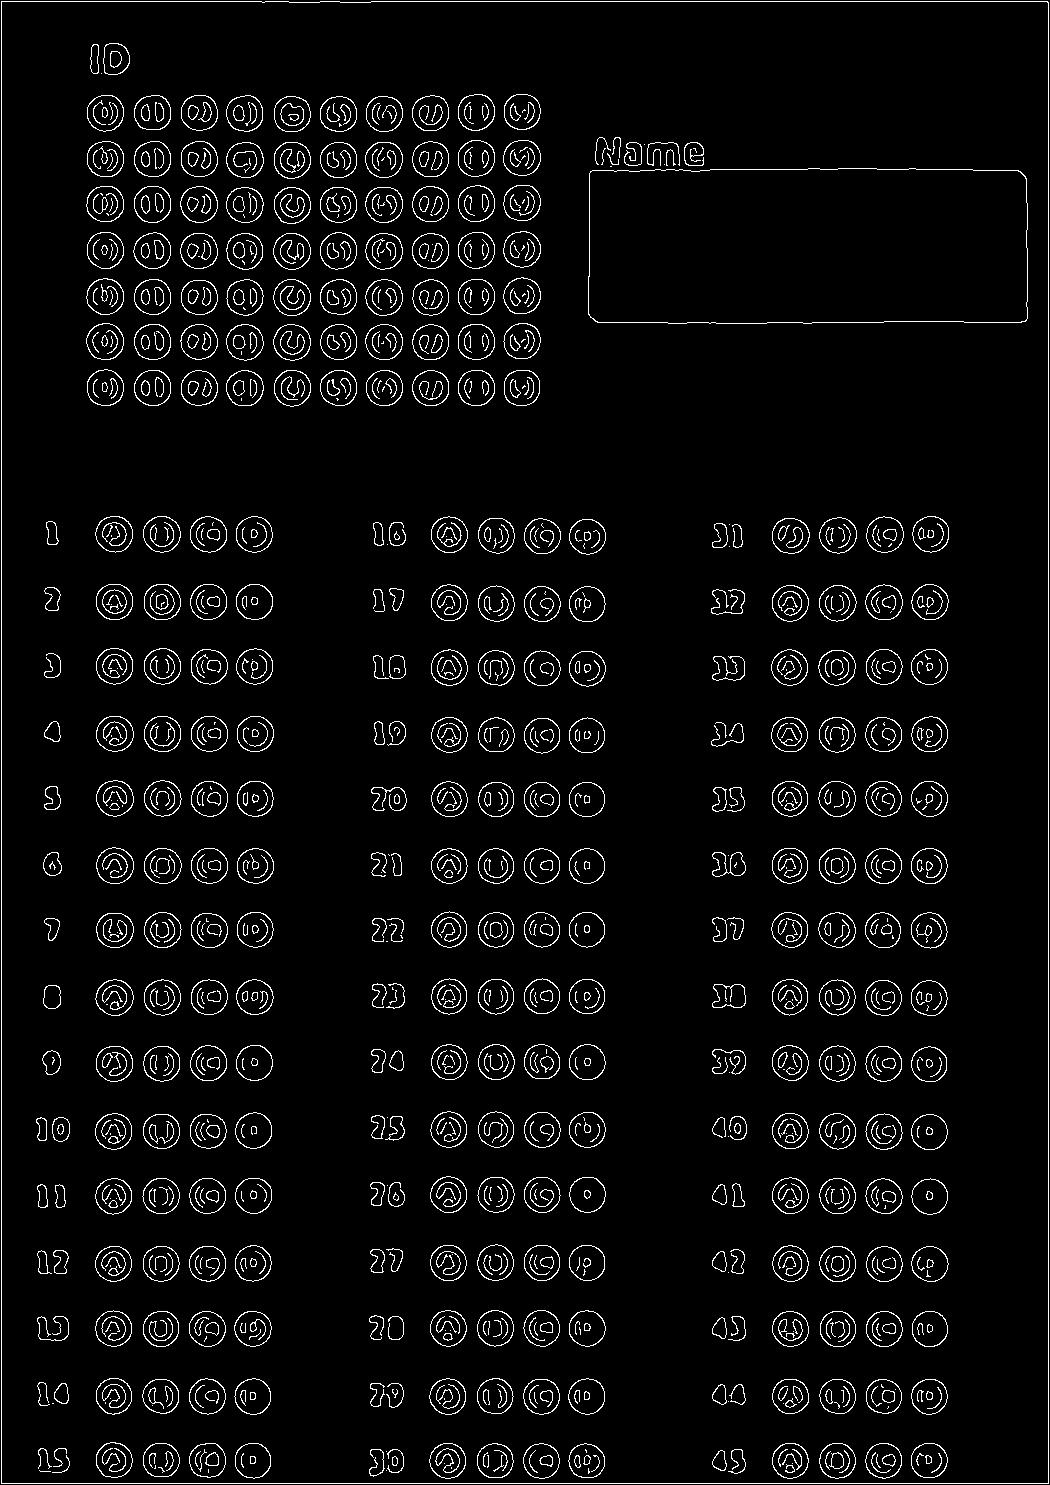 ID
0 1 2 3 4 5 6 7 8 9
Name
0 1 2 3 4 5 6 7 8 9
0 1 2 3 4 5 6 7 8 9
0 1 2 3 4 5 6 7 8 9
0 1 2 3 4 5 6 7 8 9
0 1 2 3 4 5 6 7 8 9
0 1 2 3 4 5 6 7 8 9
1 A B C D 16 A B C D 31 A B C D
2 A B C D 17 A B C D 32 A B C D
3 A B C D 18 A B C D 33 A B C D
4 A B C D 19 A B C D 34 A B C D
5 A B C D 20 A B C D 35 A B C D
6 A B C D 21 A B C D 36 A B C D
7 A B C D 22 A B C D 37 A B C D
8 A B C D 23 A B C D 38 A B C D
9 A B C D 24 A B C D 39 A B C D
10 A B C D 25 A B C D 40 A B C D
11 A B C D 26 A B C D 41 A B C D
12 A B C D 27 A B C D 42 A B C D
13 A B C D 28 A B C D 43 A B C D
14 A B C D 29 A B C D 44 A B C D
15 A B C D 30 A B C D 45 A B C D